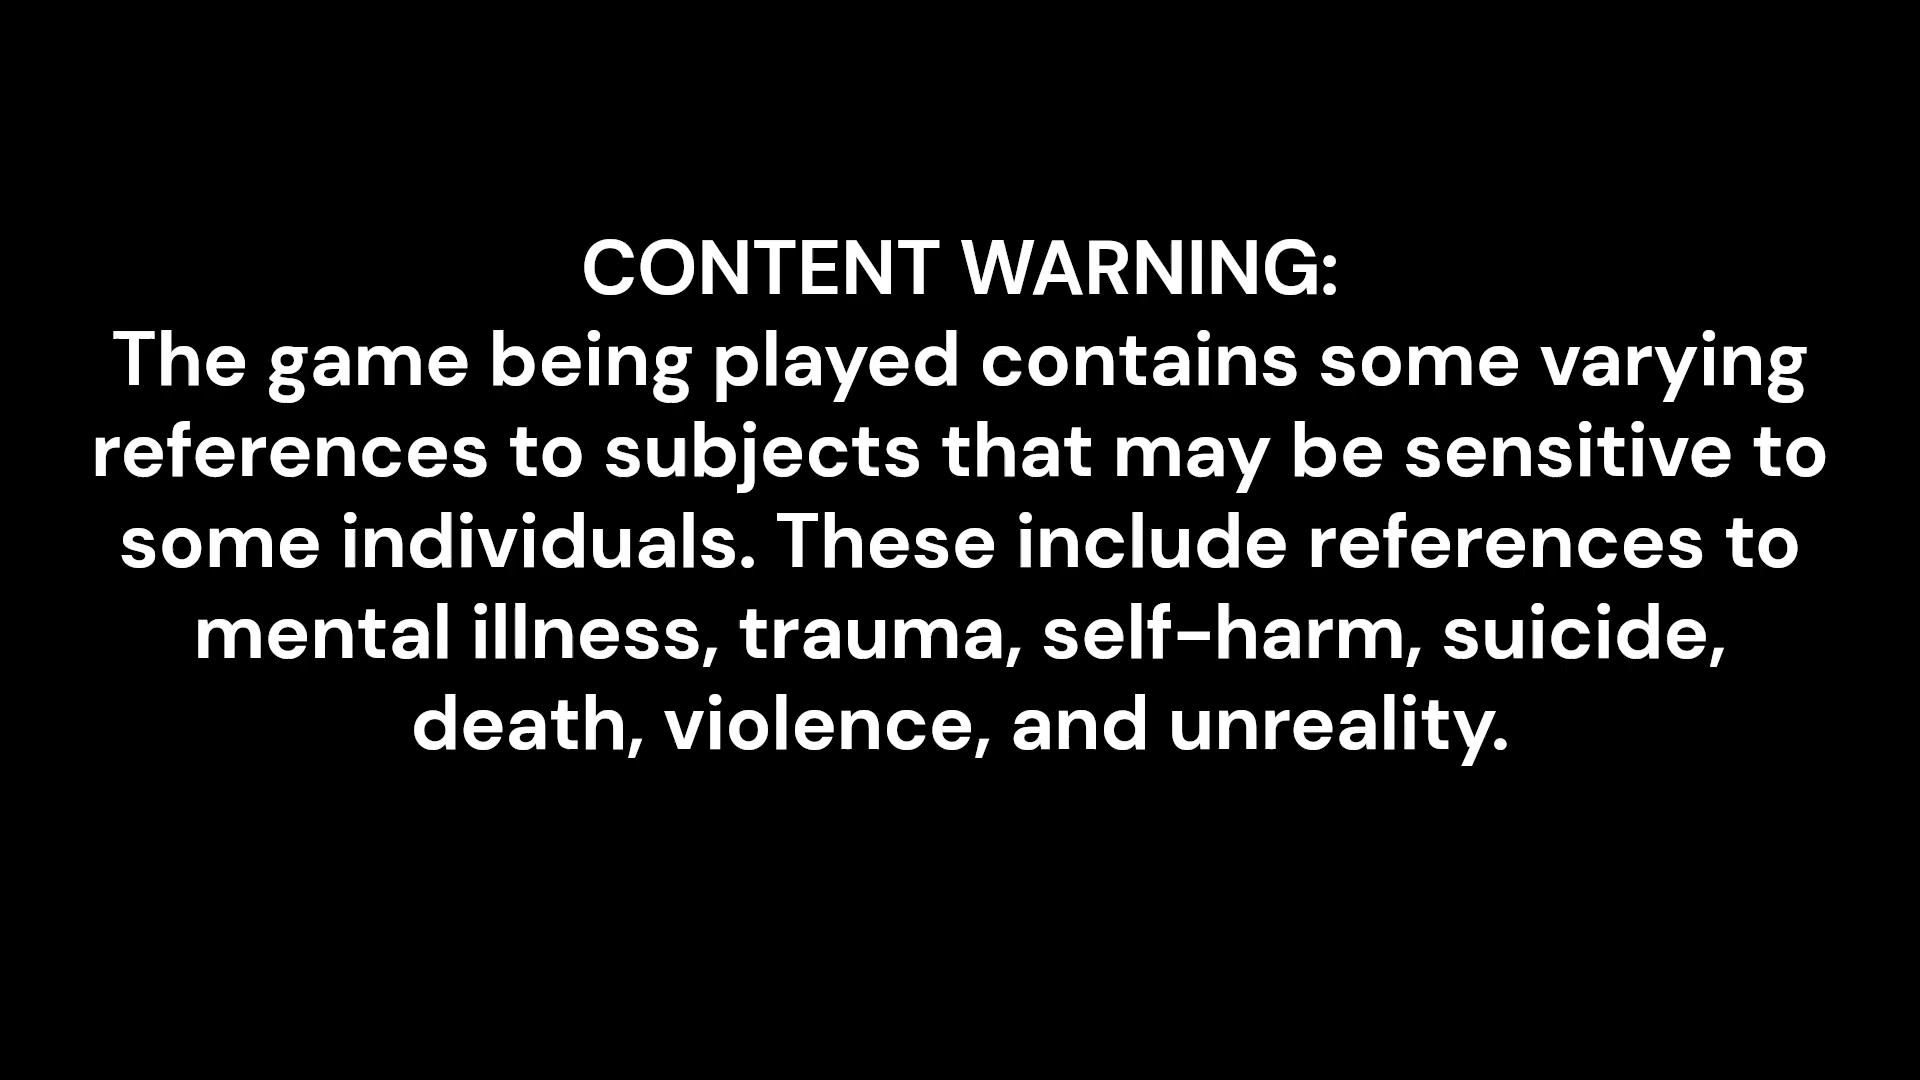 CONTENT WARNING:
The game being played contains some varying
references to subjects that may be sensitive to
some individuals. These include references to
mental illness, trauma, self-harm, suicide,
death, violence, and unreality.